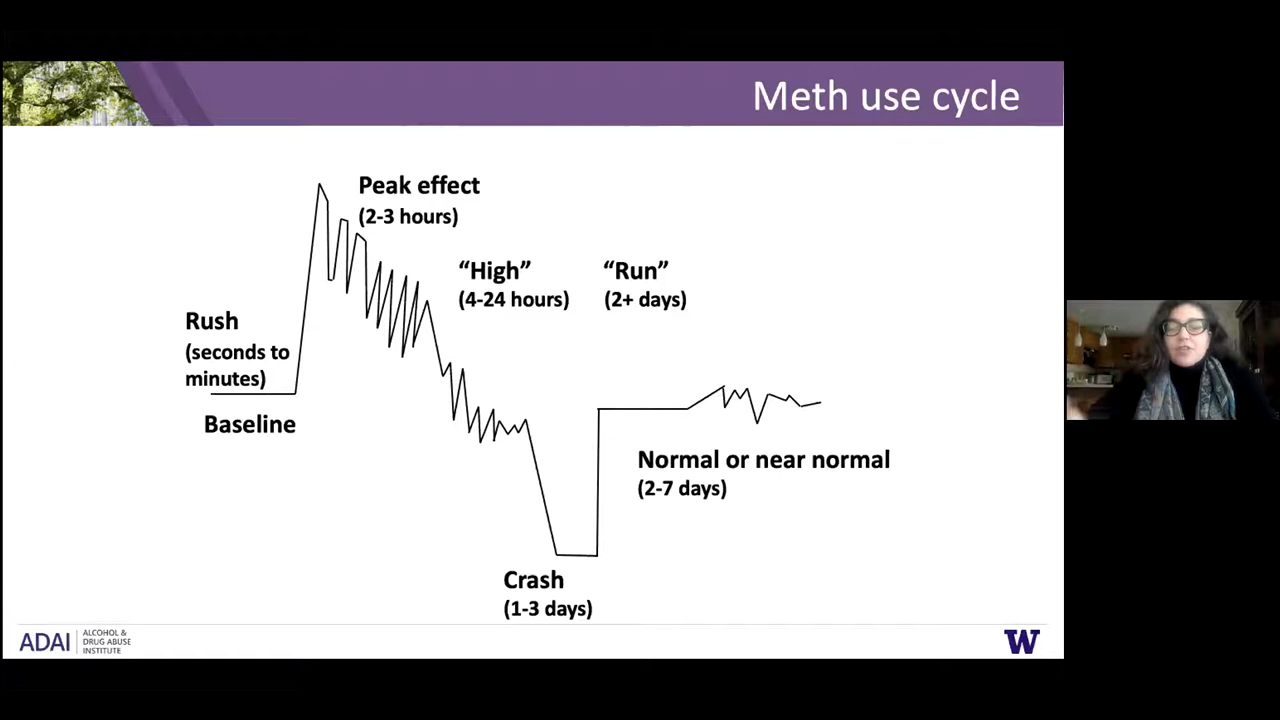 Meth use cycle
Peak effect
(2-3 hours)
“High”
(4-24 hours)
“Run”
(2+ days)
Rush
(seconds to
minutes)
Baseline
Normal or near normal
(2-7 days)
Crash
(1-3 days)
ADAI
ALCOHOL &
DRUG ABUSE
INSTITUTE
W